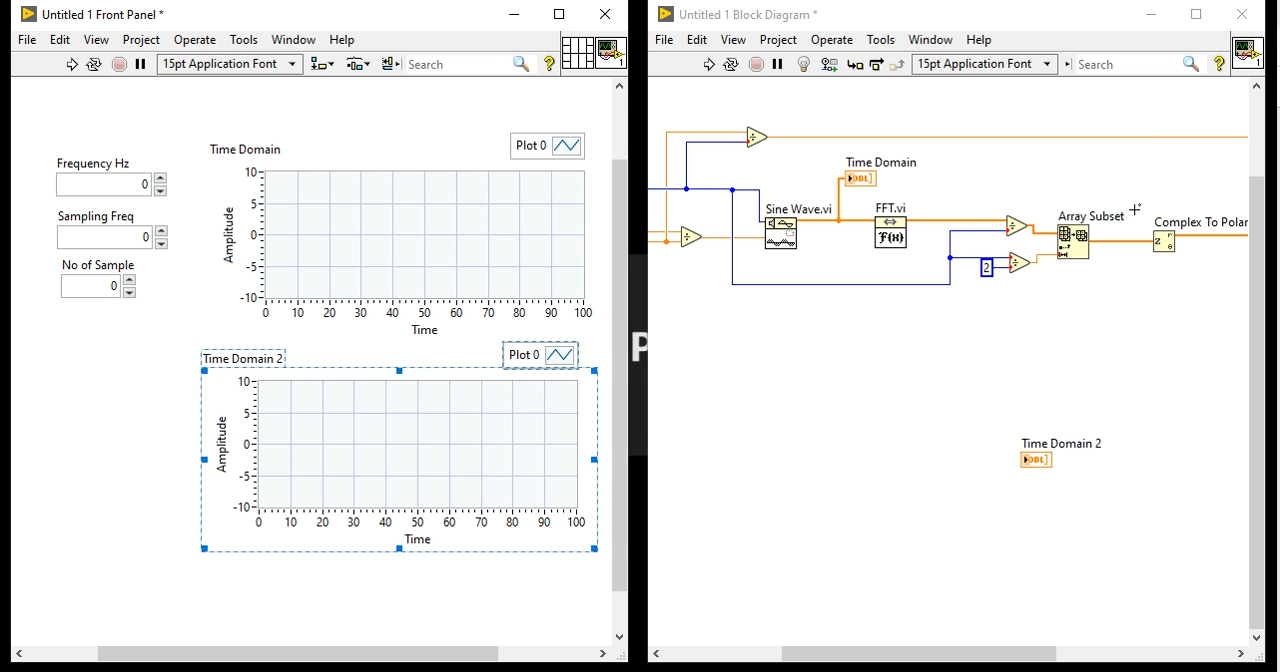 Untitled 1 Front Panel *
File Edit View Project Operate Tools Window Help
15pt Application Font
Search
?
1
Time Domain
Plot 0
Frequency Hz
0
Sampling Freq
0
No of Sample
0
Amplitude
10
5
0
-5
-10
0 10 20 30 40 50 60 70 80 90 100
Time
Time Domain 2
Plot 0
Amplitude
10
5
0
-5
-10
0 10 20 30 40 50 60 70 80 90 100
Time
P
Untitled 1 Block Diagram *
File Edit View Project Operate Tools Window Help
15pt Application Font
Search
?
1
÷
Time Domain
DBL]
Sine Wave.vi
FFT.vi
F(x)
÷
÷
2
÷
Array Subset
Complex To Polar
z r θ
Time Domain 2
DBL]